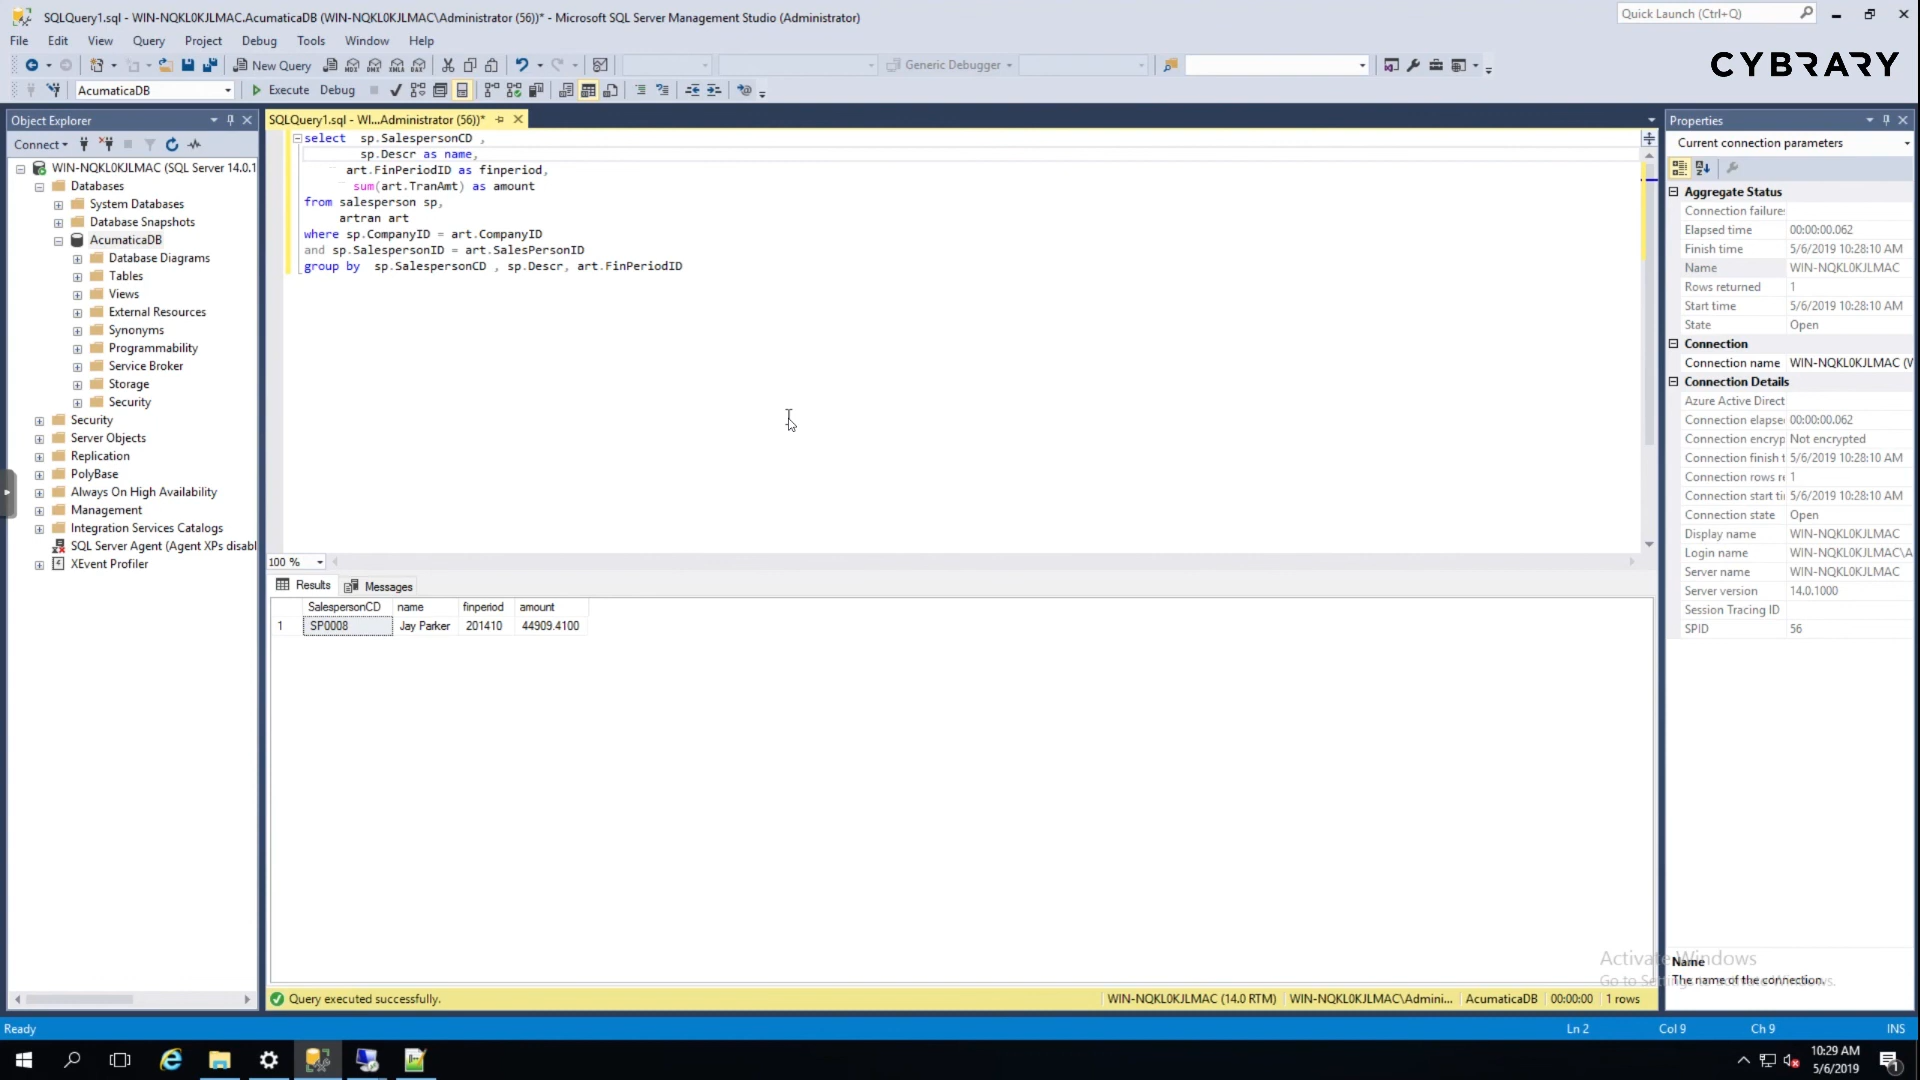 SQLQuery1.sql - WIN-NQKL0KJLMAC.AcumaticaDB (WIN-NQKL0KJLMAC\Administrator (56))* - Microsoft SQL Server Management Studio (Administrator)
Quick Launch (Ctrl+Q)
File Edit View Query Project Debug Tools Window Help
CYBRARY
New Query
Generic Debugger
AcumaticaDB
Execute Debug
Object Explorer
Connect
WIN-NQKL0KJLMAC (SQL Server 14.0.1
Databases
System Databases
Database Snapshots
AcumaticaDB
Database Diagrams
Tables
Views
External Resources
Synonyms
Programmability
Service Broker
Storage
Security
Security
Server Objects
Replication
PolyBase
Always On High Availability
Management
Integration Services Catalogs
SQL Server Agent (Agent XPs disabl
XEvent Profiler
SQLQuery1.sql - WI...Administrator (56))*
select sp.SalespersonCD ,
sp.Descr as name,
art.FinPeriodID as finperiod,
sum(art.TranAmt) as amount
from salesperson sp,
artran art
where sp.CompanyID = art.CompanyID
and sp.SalespersonID = art.SalesPersonID
group by sp.SalespersonCD , sp.Descr, art.FinPeriodID
100 %
Results Messages
SalespersonCD name finperiod amount
1 SP0008 Jay Parker 201410 44909.4100
Query executed successfully.
WIN-NQKL0KJLMAC (14.0 RTM) WIN-NQKL0KJLMAC\Admini... AcumaticaDB 00:00:00 1 rows
Properties
Current connection parameters
Aggregate Status
Connection failures
Elapsed time 00:00:00.062
Finish time 5/6/2019 10:28:10 AM
Name WIN-NQKL0KJLMAC
Rows returned 1
Start time 5/6/2019 10:28:10 AM
State Open
Connection
Connection name WIN-NQKL0KJLMAC (W
Connection Details
Azure Active Direct
Connection elapse 00:00:00.062
Connection encryp Not encrypted
Connection finish t 5/6/2019 10:28:10 AM
Connection rows re 1
Connection start ti 5/6/2019 10:28:10 AM
Connection state Open
Display name WIN-NQKL0KJLMAC
Login name WIN-NQKL0KJLMAC\A
Server name WIN-NQKL0KJLMAC
Server version 14.0.1000
Session Tracing ID
SPID 56
Activate Windows
Name
The name of the connection.
Ready
Ln 2 Col 9 Ch 9 INS
10:29 AM
5/6/2019
1